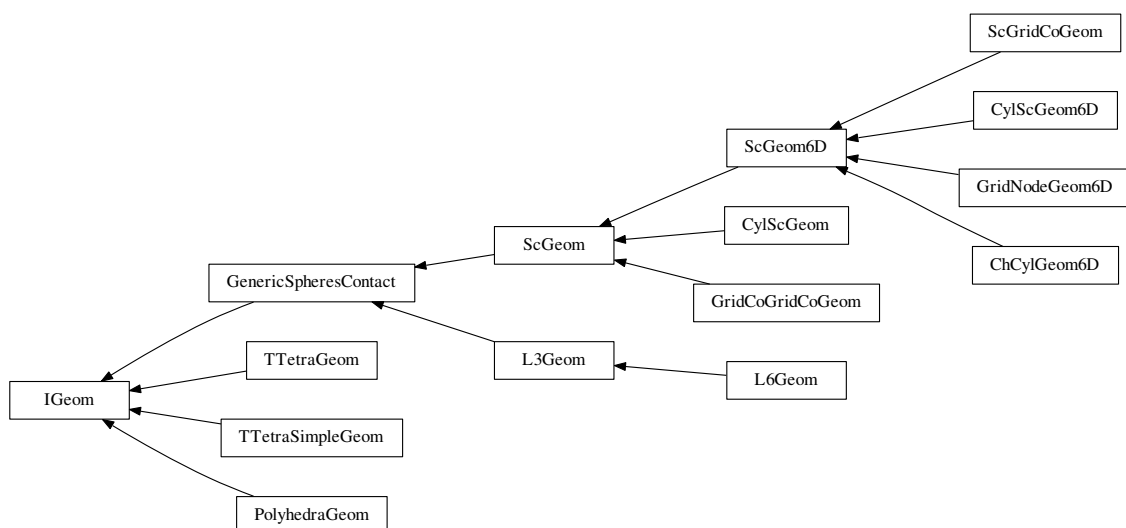 ScGridCoGeom
CylScGeom6D
ScGeom6D
GridNodeGeom6D
CylScGeom
ScGeom
ChCylGeom6D
GenericSpheresContact
GridCoGridCoGeom
TTetraGeom
L3Geom
L6Geom
IGeom
TTetraSimpleGeom
PolyhedraGeom